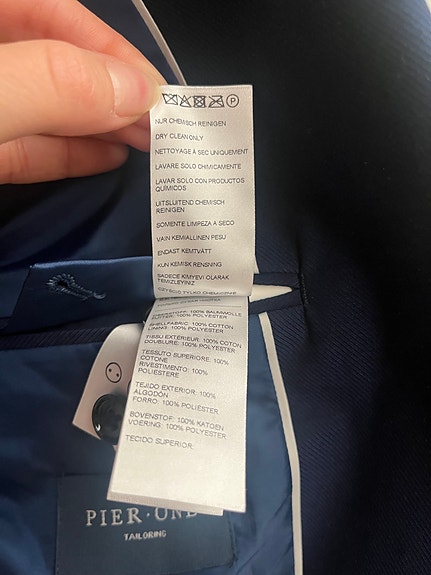 P
NUR CHEMISCH REINIGEN
DRY CLEAN ONLY
NETTOYAGE À SEC UNIQUEMENT
LAVARE SOLO CHIMICAMENTE
LAVAR SOLO CON PRODUCTOS
QUÍMICOS
UITSLUITEND CHEMISCH
REINIGEN
SOMENTE LIMPEZA A SECO
VAIN KEMIALLINEN PESU
ENDAST KEMTVÄTT
KUN KEMISK RENSNING
SADECE KIMYEVI OLARAK
TEMIZLEYINIZ
CZYŚCIĆ TYLKO CHEMICZNIE
100% BAUMWOLLE
FUTTER: 100% POLYESTER
SHELLFABRIC: 100% COTTON
LINING: 100% POLYESTER
TISSU EXTÉRIEUR: 100% COTON
DOUBLURE: 100% POLYESTER
TESSUTO SUPERIORE: 100%
COTONE
RIVESTIMENTO: 100%
POLIESTERE
TEJIDO EXTERIOR: 100%
ALGODÓN
FORRO: 100% POLIÉSTER
BOVENSTOF: 100% KATOEN
VOERING: 100% POLYESTER
TECIDO SUPERIOR:
PIER · ONE
TAILORING